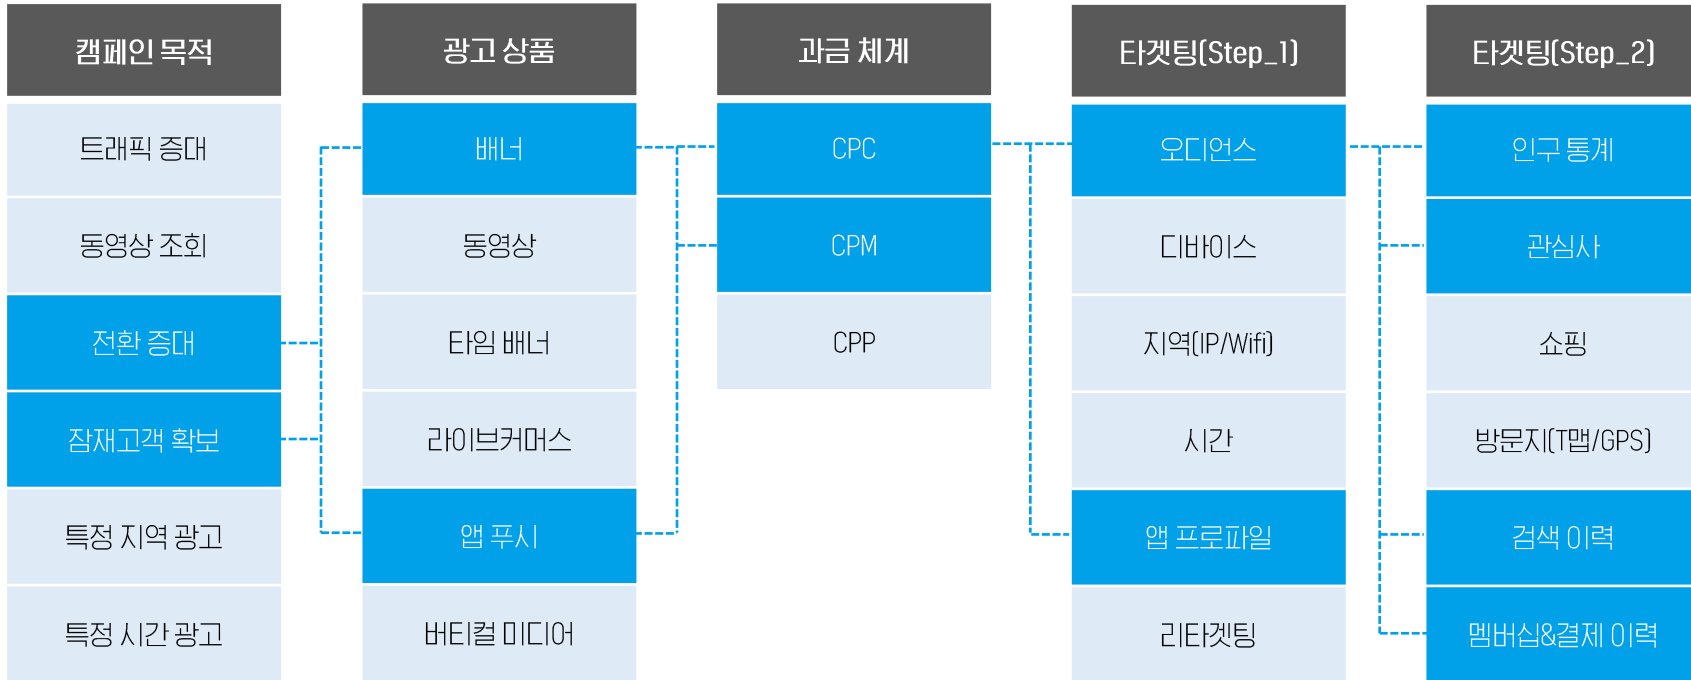 캠페인 목적
트래픽 증대
동영상 조회
전환 증대
잠재고객 확보
특정 지역 광고
특정 시간 광고
광고 상품
배너
동영상
타임 배너
라이브커머스
앱 푸시
버티컬 미디어
과금 체계
CPC
CPM
CPP
타겟팅(Step_1)
오디언스
디바이스
지역(IP/Wifi)
시간
앱 프로파일
리타겟팅
타겟팅(Step_2)
인구 통계
관심사
쇼핑
방문지(T맵/GPS)
검색 이력
멤버십&결제 이력